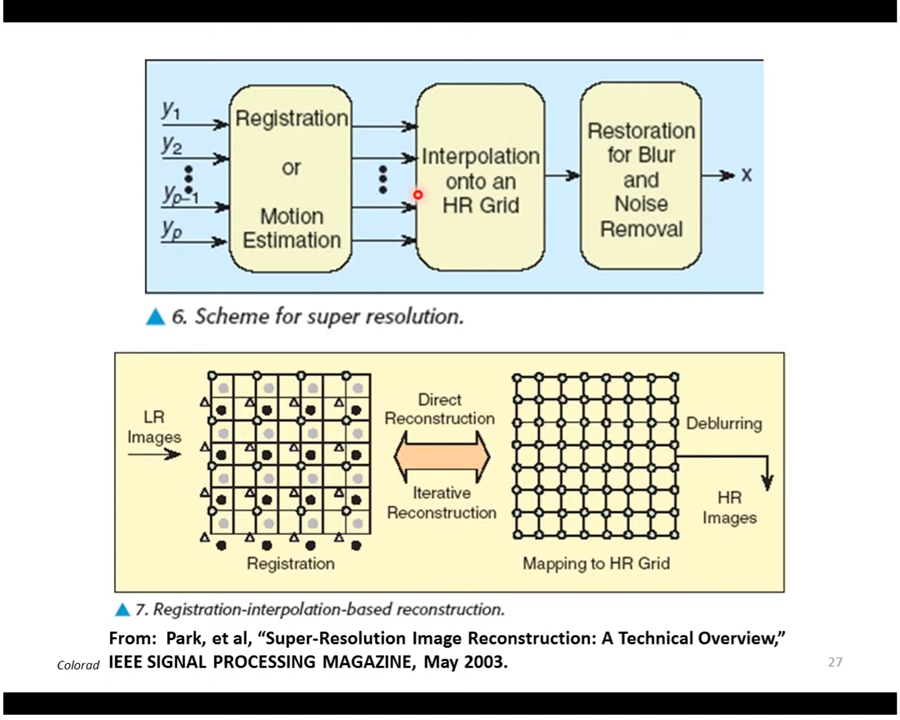 y1
y2
yp–1
yp
Registration
or
Motion
Estimation
Interpolation
onto an
HR Grid
Restoration
for Blur
and
Noise
Removal
x
▲ 6. Scheme for super resolution.
LR
Images
Registration
Direct
Reconstruction
Iterative
Reconstruction
Mapping to HR Grid
Deblurring
HR
Images
▲ 7. Registration-interpolation-based reconstruction.
From: Park, et al, “Super-Resolution Image Reconstruction: A Technical Overview,”
Colorad IEEE SIGNAL PROCESSING MAGAZINE, May 2003.
27